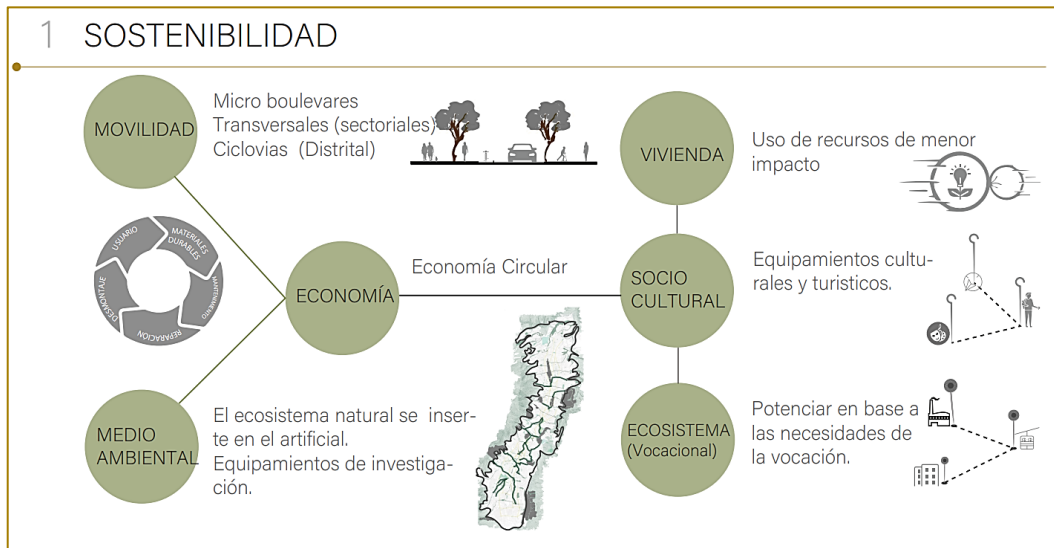 1 SOSTENIBILIDAD
MOVILIDAD
Micro boulevares
Transversales (sectoriales)
Ciclovias (Distrital)
USUARIO
MATERIALES
DURABLES
MANTENIMIENTO
REPARACION
DESMONTAJE
ECONOMÍA
Economía Circular
MEDIO
AMBIENTAL
El ecosistema natural se inser-
te en el artificial.
Equipamientos de investiga-
ción.
VIVIENDA
Uso de recursos de menor
impacto
SOCIO
CULTURAL
Equipamientos cultu-
rales y turisticos.
ECOSISTEMA
(Vocacional)
Potenciar en base a
las necesidades de
la vocación.